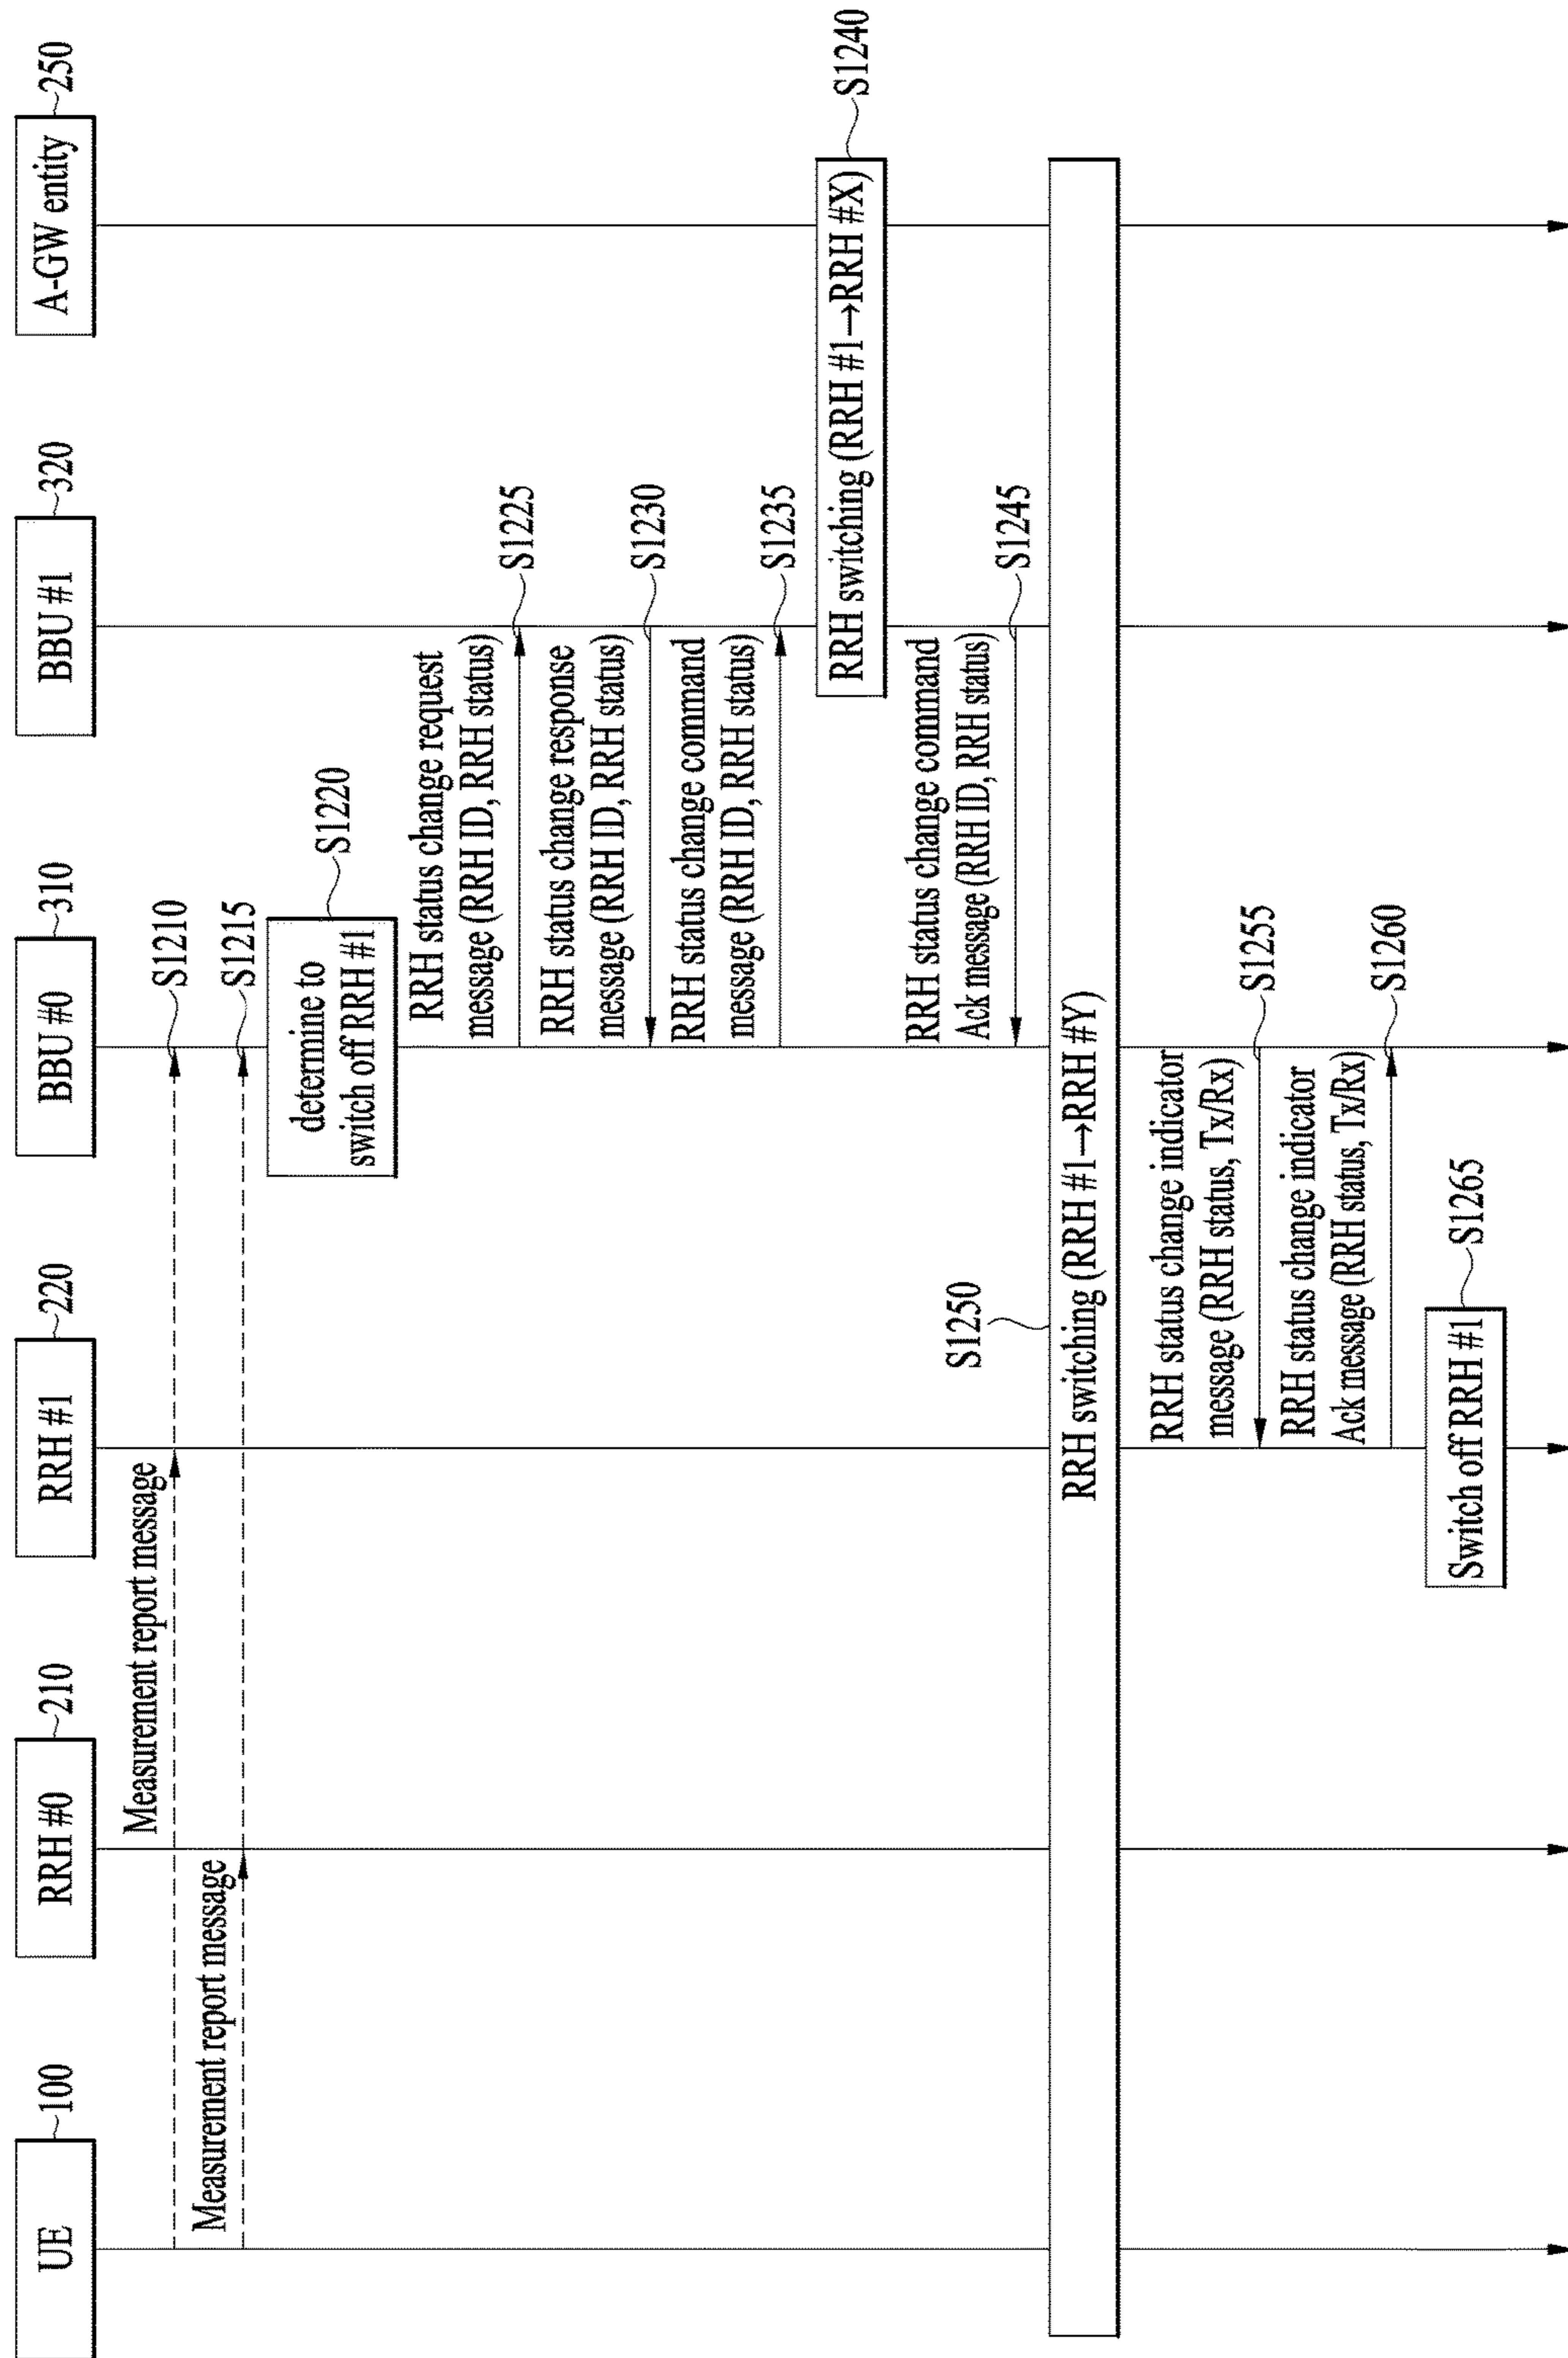 UE
100
RRH #0
210
RRH #1
220
BBU #0
310
BBU #1
320
A-GW entity
250
Measurement report message
S1210
Measurement report message
S1215
determine to
switch off RRH #1
S1220
RRH status change request
message (RRH ID, RRH status)
S1225
RRH status change response
message (RRH ID, RRH status)
S1230
RRH status change command
message (RRH ID, RRH status)
S1235
RRH switching (RRH #1→RRH #X)
S1240
RRH status change command
Ack message (RRH ID, RRH status)
S1245
S1250
RRH switching (RRH #1→RRH #Y)
RRH status change indicator
message (RRH status, Tx/Rx)
S1255
RRH status change indicator
Ack message (RRH status, Tx/Rx)
S1260
Switch off RRH #1
S1265